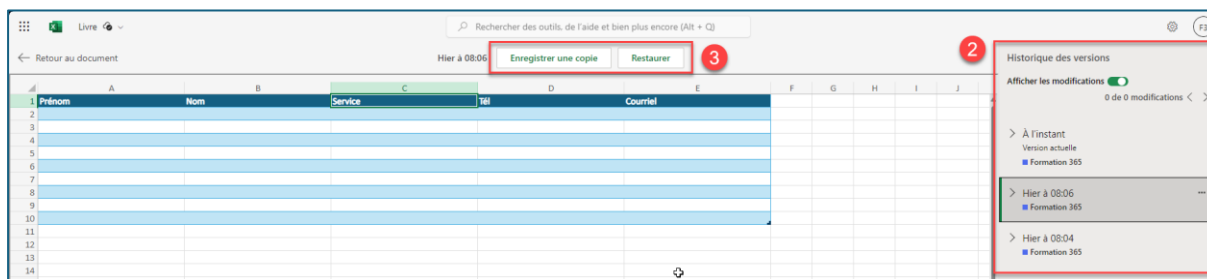 Livre
Rechercher des outils, de l'aide et bien plus encore (Alt + Q)
F3
Retour au document
Hier à 08:06
Enregistrer une copie
Restaurer
3
2
Historique des versions
Afficher les modifications
0 de 0 modifications
À l'instant
Version actuelle
Formation 365
Hier à 08:06
Formation 365
Hier à 08:04
Formation 365
A B C D E F G H I J
1 Prénom Nom Service Tél Courriel
2
3
4
5
6
7
8
9
10
11
12
13
14